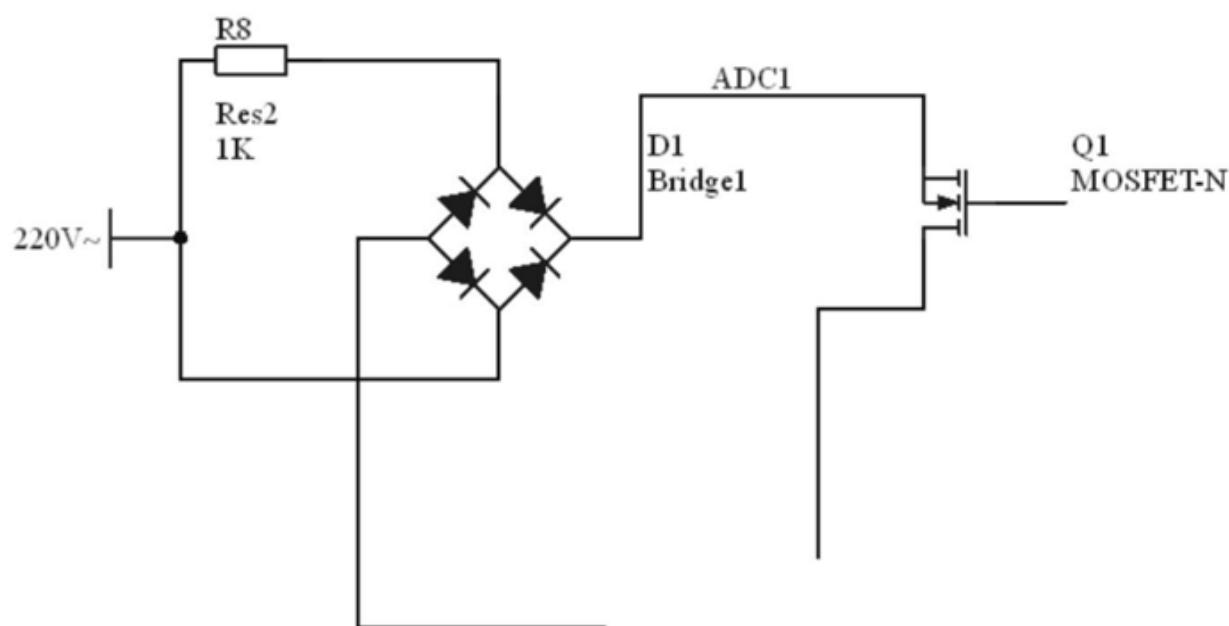 R8
Res2
1K
220V~
D1
Bridge1
ADC1
Q1
MOSFET-N